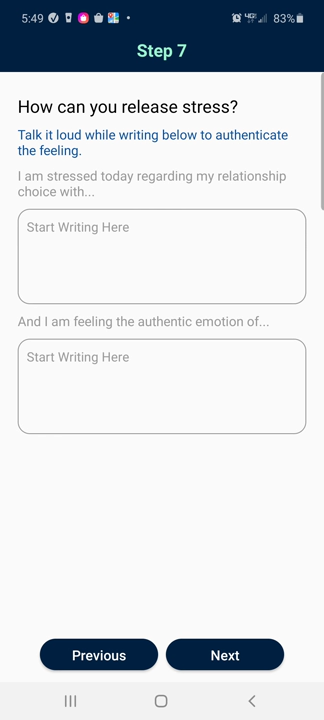 5:49
83%
Step 7
How can you release stress?
Talk it loud while writing below to authenticate
the feeling.
I am stressed today regarding my relationship
choice with...
Start Writing Here
And I am feeling the authentic emotion of...
Start Writing Here
Previous
Next